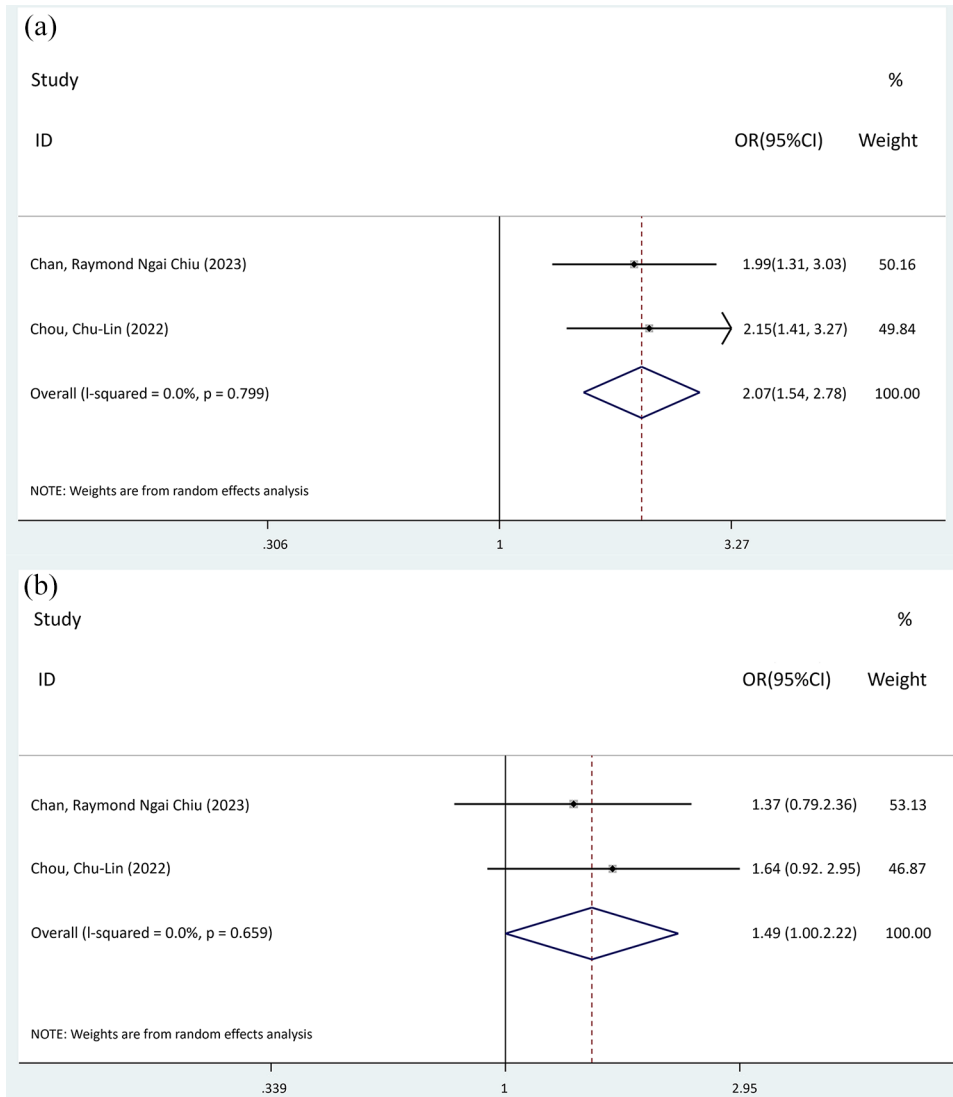 (a)
Study %
ID OR(95%CI) Weight
Chan, Raymond Ngai Chiu (2023) 1.99(1.31, 3.03) 50.16
Chou, Chu-Lin (2022) 2.15(1.41, 3.27) 49.84
Overall (I-squared = 0.0%, p = 0.799) 2.07(1.54, 2.78) 100.00
NOTE: Weights are from random effects analysis
.306 1 3.27
(b)
Study %
ID OR(95%CI) Weight
Chan, Raymond Ngai Chiu (2023) 1.37 (0.79.2.36) 53.13
Chou, Chu-Lin (2022) 1.64 (0.92. 2.95) 46.87
Overall (I-squared = 0.0%, p = 0.659) 1.49 (1.00.2.22) 100.00
NOTE: Weights are from random effects analysis
.339 1 2.95